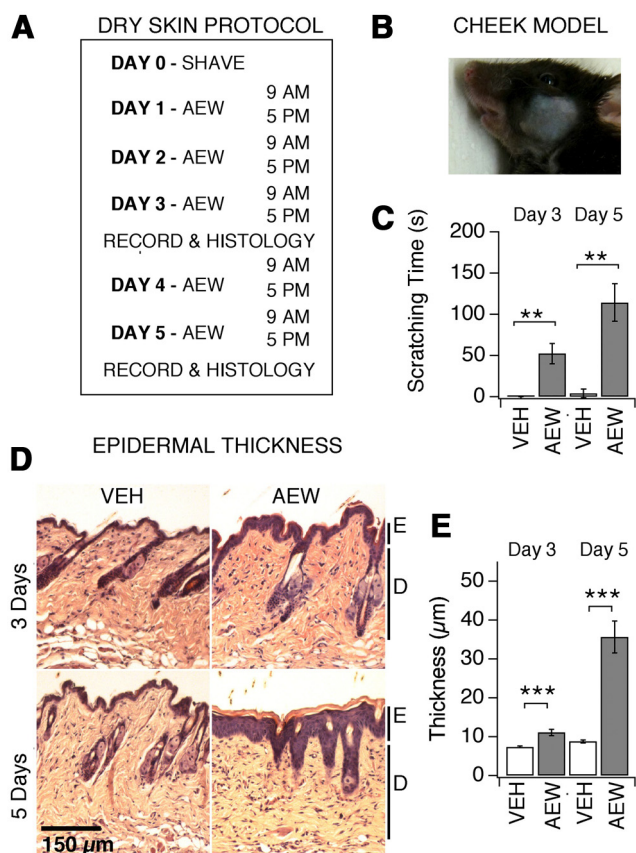 A
DRY SKIN PROTOCOL
DAY 0 - SHAVE
DAY 1 - AEW
9 AM
5 PM
DAY 2 - AEW
9 AM
5 PM
DAY 3 - AEW
9 AM
5 PM
RECORD & HISTOLOGY
DAY 4 - AEW
9 AM
5 PM
DAY 5 - AEW
9 AM
5 PM
RECORD & HISTOLOGY
B
CHEEK MODEL
C
Day 3 Day 5
Scratching Time (s)
200
150
100
50
0
**
**
VEH
AEW
VEH
AEW
D
EPIDERMAL THICKNESS
VEH
AEW
3 Days
E
D
5 Days
E
D
150 µm
E
Day 3 Day 5
Thickness (µm)
50
40
30
20
10
0
***
***
VEH
AEW
VEH
AEW